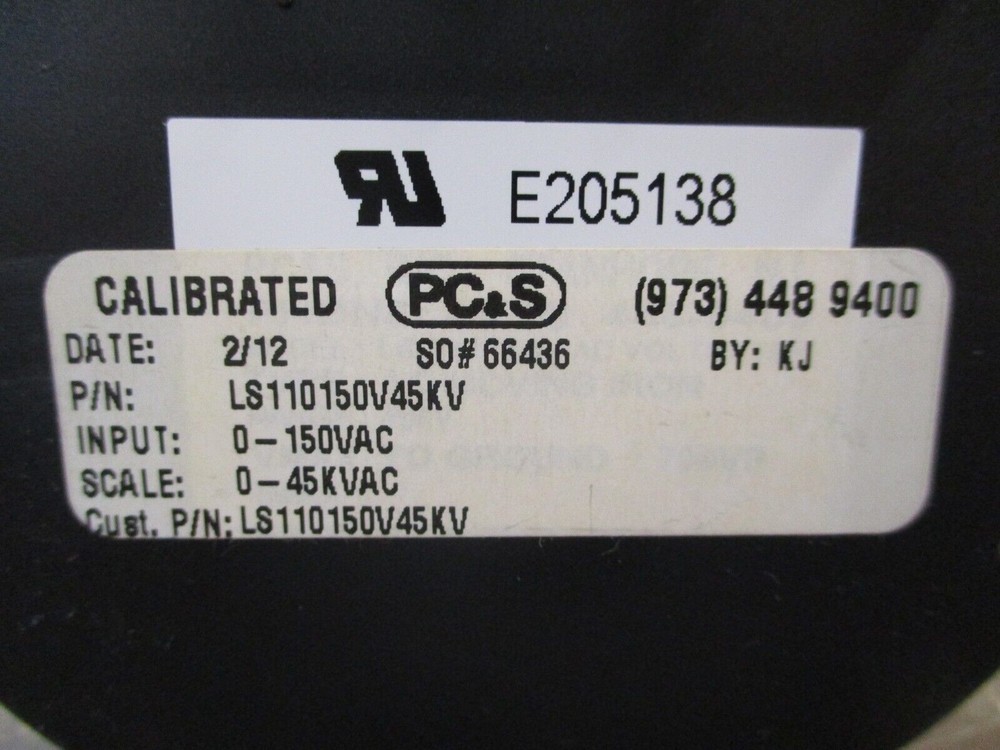 RU E205138
CALIBRATED PC&S (973) 448 9400
DATE: 2/12 SO# 66436 BY: KJ
P/N: LS110150V45KV
INPUT: 0-150VAC
SCALE: 0-45KVAC
Cust. P/N: LS110150V45KV